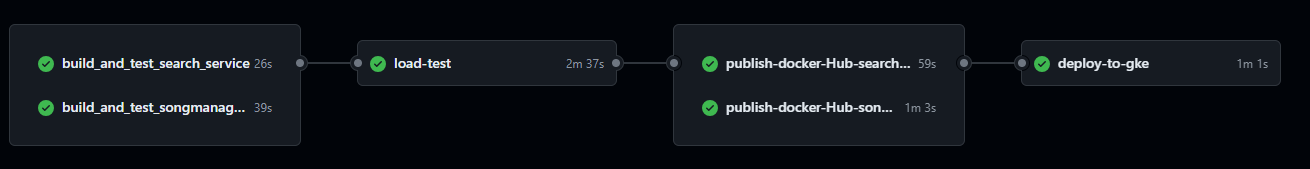 build_and_test_search_service 26s
build_and_test_songmanag... 39s
load-test 2m 37s
publish-docker-Hub-search... 59s
publish-docker-Hub-son... 1m 3s
deploy-to-gke 1m 1s